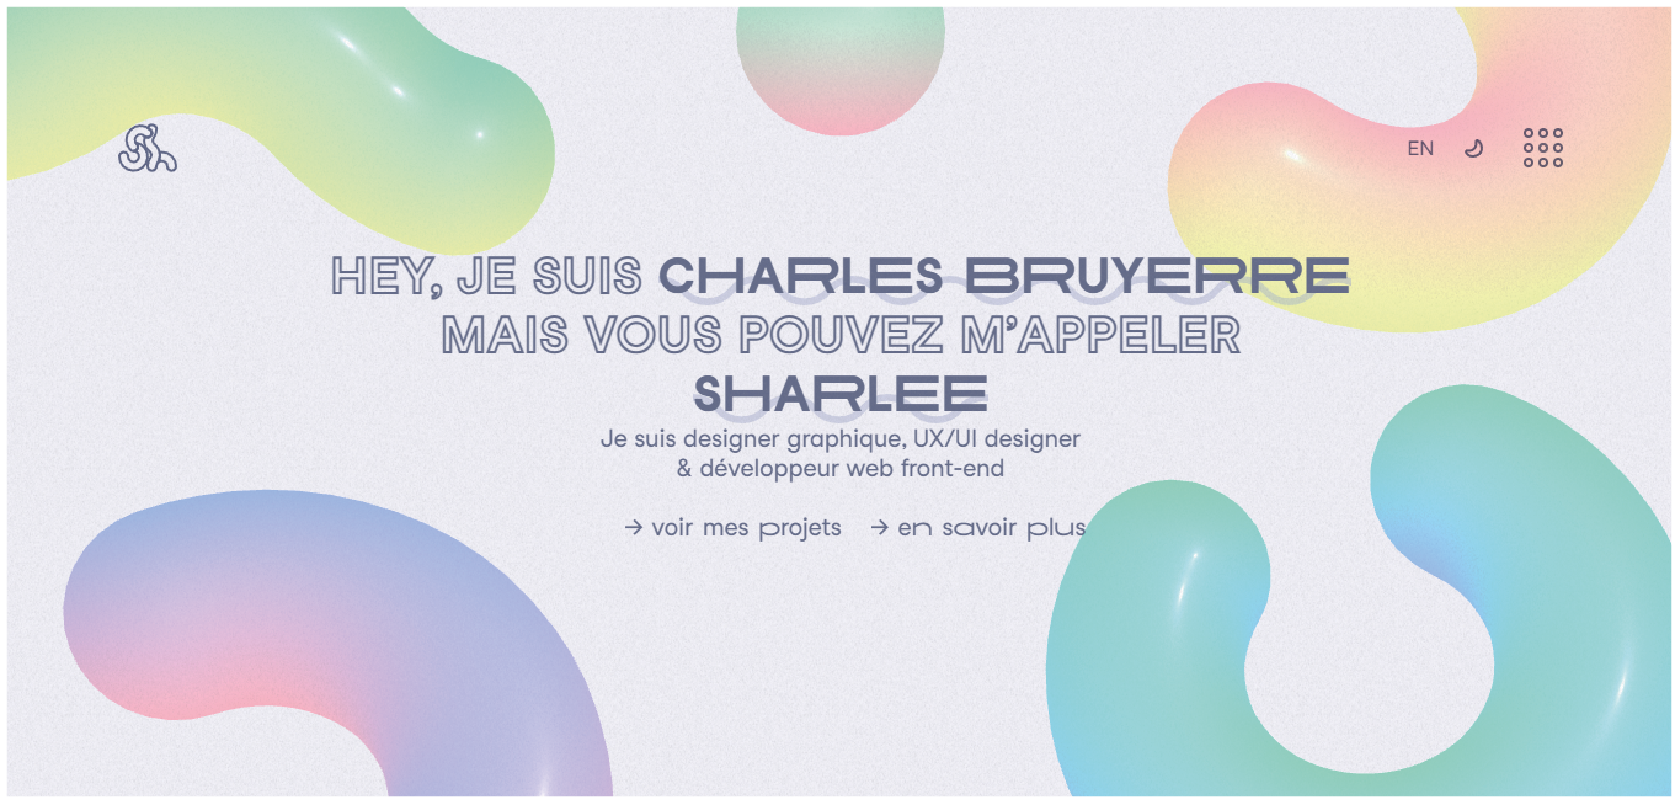 Sh
EN
HEY, JE SUIS CHARLES BRUYERRE
MAIS VOUS POUVEZ M’APPELER
SHARLEE
Je suis designer graphique, UX/UI designer
& développeur web front-end
→ voir mes projets → en savoir plus